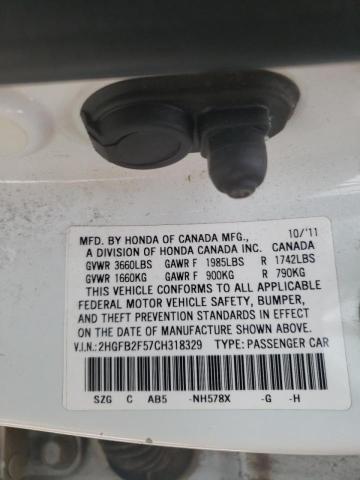 MFD. BY HONDA OF CANADA MFG., 10/'11
A DIVISION OF HONDA CANADA INC. CANADA
GVWR 3660LBS GAWR F 1985LBS R 1742LBS
GVWR 1660KG GAWR F 900KG R 790KG
THIS VEHICLE CONFORMS TO ALL APPLICABLE
FEDERAL MOTOR VEHICLE SAFETY, BUMPER,
AND THEFT PREVENTION STANDARDS IN EFFECT
ON THE DATE OF MANUFACTURE SHOWN ABOVE.
V.I.N.: 2HGFB2F57CH318329 TYPE: PASSENGER CAR
SZG C AB5 -NH578X -G -H